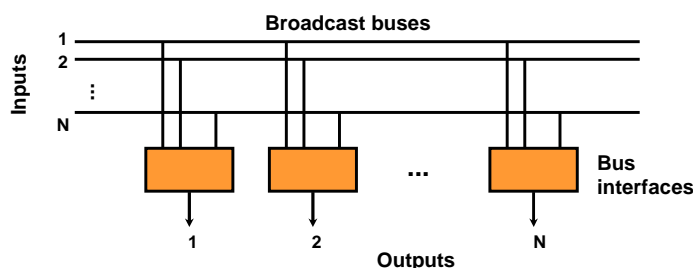 Broadcast buses
1
2
⋮
N
Inputs
...
Bus
interfaces
1
2
N
Outputs